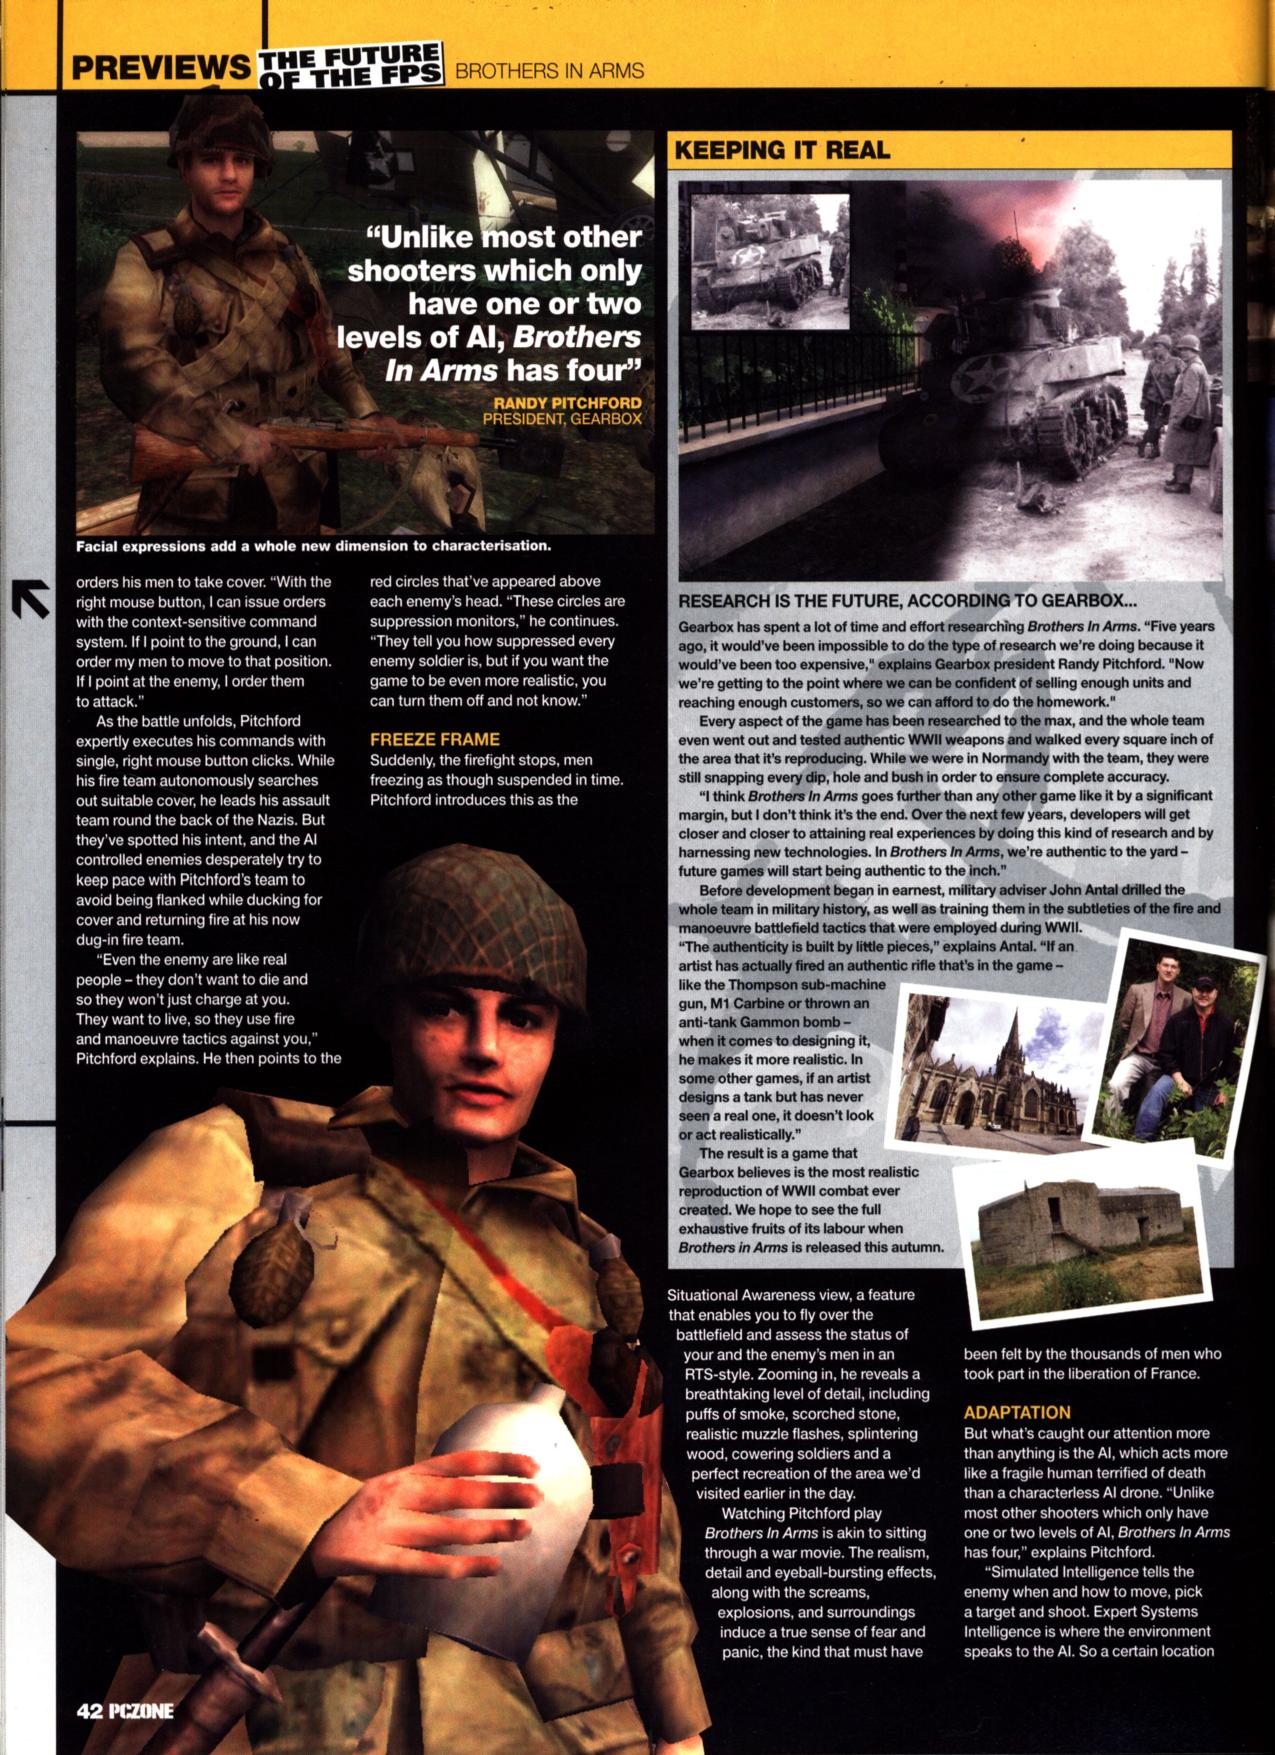 PREVIEWS THE FUTURE OF THE FPS BROTHERS IN ARMS
"Unlike most other
shooters which only
have one or two
levels of AI, Brothers
In Arms has four"
RANDY PITCHFORD
PRESIDENT, GEARBOX
Facial expressions add a whole new dimension to characterisation.
orders his men to take cover. "With the
right mouse button, I can issue orders
with the context-sensitive command
system. If I point to the ground, I can
order my men to move to that position.
If I point at the enemy, I order them
to attack."
As the battle unfolds, Pitchford
expertly executes his commands with
single, right mouse button clicks. While
his fire team autonomously searches
out suitable cover, he leads his assault
team round the back of the Nazis. But
they've spotted his intent, and the AI
controlled enemies desperately try to
keep pace with Pitchford's team to
avoid being flanked while ducking for
cover and returning fire at his now
dug-in fire team.
"Even the enemy are like real
people – they don't want to die and
so they won't just charge at you.
They want to live, so they use fire
and manoeuvre tactics against you,"
Pitchford explains. He then points to the
red circles that've appeared above
each enemy's head. "These circles are
suppression monitors," he continues.
"They tell you how suppressed every
enemy soldier is, but if you want the
game to be even more realistic, you
can turn them off and not know."
FREEZE FRAME
Suddenly, the firefight stops, men
freezing as though suspended in time.
Pitchford introduces this as the
Situational Awareness view, a feature
that enables you to fly over the
battlefield and assess the status of
your and the enemy's men in an
RTS-style. Zooming in, he reveals a
breathtaking level of detail, including
puffs of smoke, scorched stone,
realistic muzzle flashes, splintering
wood, cowering soldiers and a
perfect recreation of the area we'd
visited earlier in the day.
Watching Pitchford play
Brothers In Arms is akin to sitting
through a war movie. The realism,
detail and eyeball-bursting effects,
along with the screams,
explosions, and surroundings
induce a true sense of fear and
panic, the kind that must have
been felt by the thousands of men who
took part in the liberation of France.
ADAPTATION
But what's caught our attention more
than anything is the AI, which acts more
like a fragile human terrified of death
than a characterless AI drone. "Unlike
most other shooters which only have
one or two levels of AI, Brothers In Arms
has four," explains Pitchford.
"Simulated Intelligence tells the
enemy when and how to move, pick
a target and shoot. Expert Systems
Intelligence is where the environment
speaks to the AI. So a certain location
KEEPING IT REAL
RESEARCH IS THE FUTURE, ACCORDING TO GEARBOX...
Gearbox has spent a lot of time and effort researching Brothers In Arms. "Five years
ago, it would've been impossible to do the type of research we're doing because it
would've been too expensive," explains Gearbox president Randy Pitchford. "Now
we're getting to the point where we can be confident of selling enough units and
reaching enough customers, so we can afford to do the homework."
Every aspect of the game has been researched to the max, and the whole team
even went out and tested authentic WWII weapons and walked every square inch of
the area that it's reproducing. While we were in Normandy with the team, they were
still snapping every dip, hole and bush in order to ensure complete accuracy.
"I think Brothers In Arms goes further than any other game like it by a significant
margin, but I don't think it's the end. Over the next few years, developers will get
closer and closer to attaining real experiences by doing this kind of research and by
harnessing new technologies. In Brothers In Arms, we're authentic to the yard –
future games will start being authentic to the inch."
Before development began in earnest, military adviser John Antal drilled the
whole team in military history, as well as training them in the subtleties of the fire and
manoeuvre battlefield tactics that were employed during WWII.
"The authenticity is built by little pieces," explains Antal. "If an
artist has actually fired an authentic rifle that's in the game –
like the Thompson sub-machine
gun, M1 Carbine or thrown an
anti-tank Gammon bomb –
when it comes to designing it,
he makes it more realistic. In
some other games, if an artist
designs a tank but has never
seen a real one, it doesn't look
or act realistically."
The result is a game that
Gearbox believes is the most realistic
reproduction of WWII combat ever
created. We hope to see the full
exhaustive fruits of its labour when
Brothers in Arms is released this autumn.
42 PCZONE